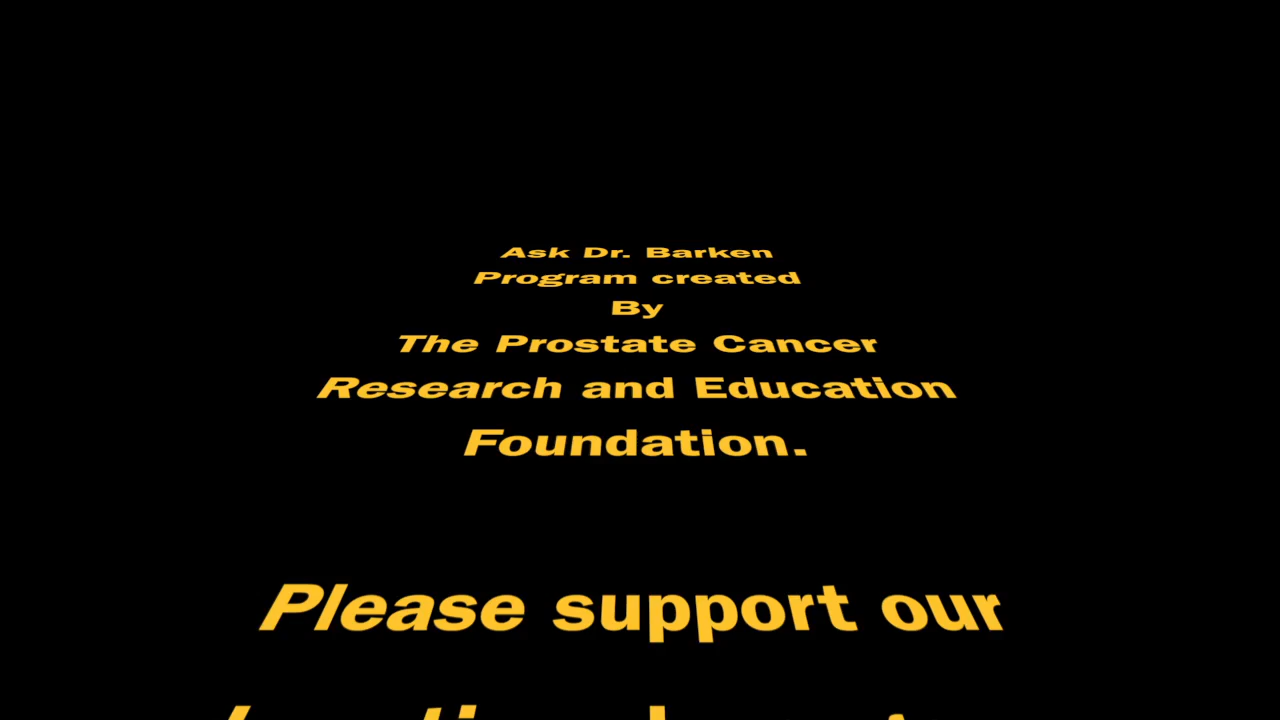 Ask Dr. Barken
Program created
By
The Prostate Cancer
Research and Education
Foundation.
Please support our